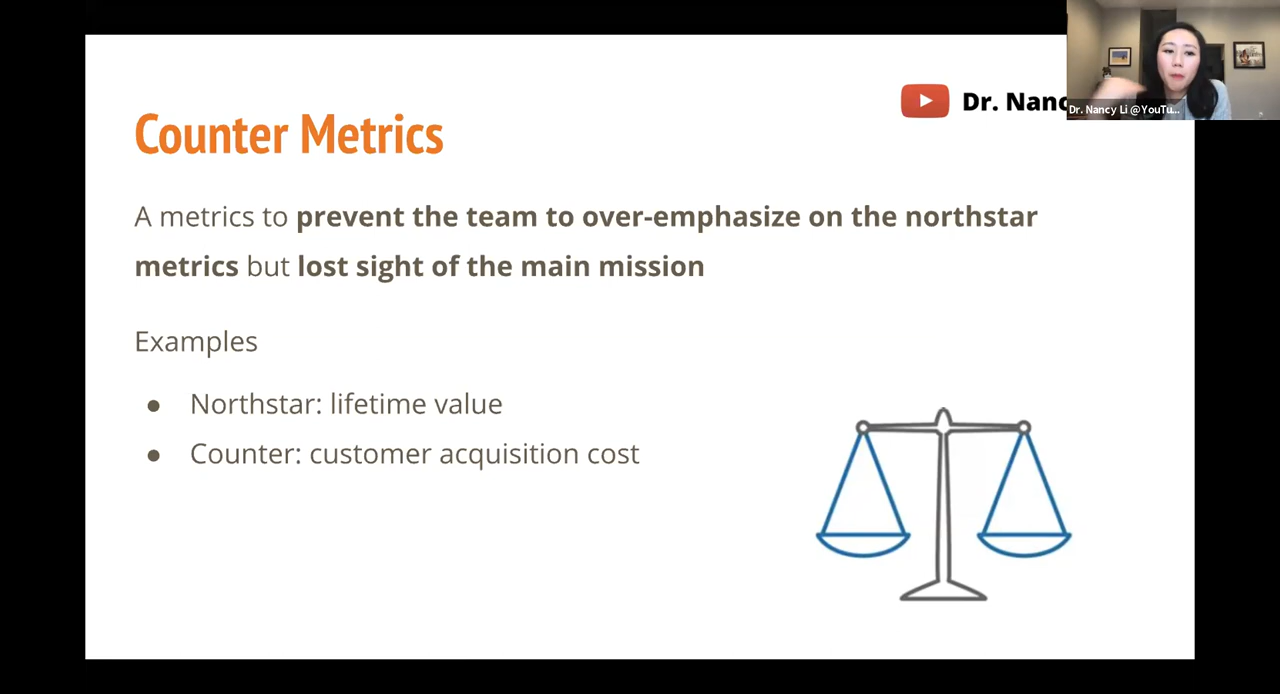 Dr. Nanc
Dr. Nancy Li @YouTu...
Counter Metrics
A metrics to prevent the team to over-emphasize on the northstar
metrics but lost sight of the main mission
Examples
● Northstar: lifetime value
● Counter: customer acquisition cost